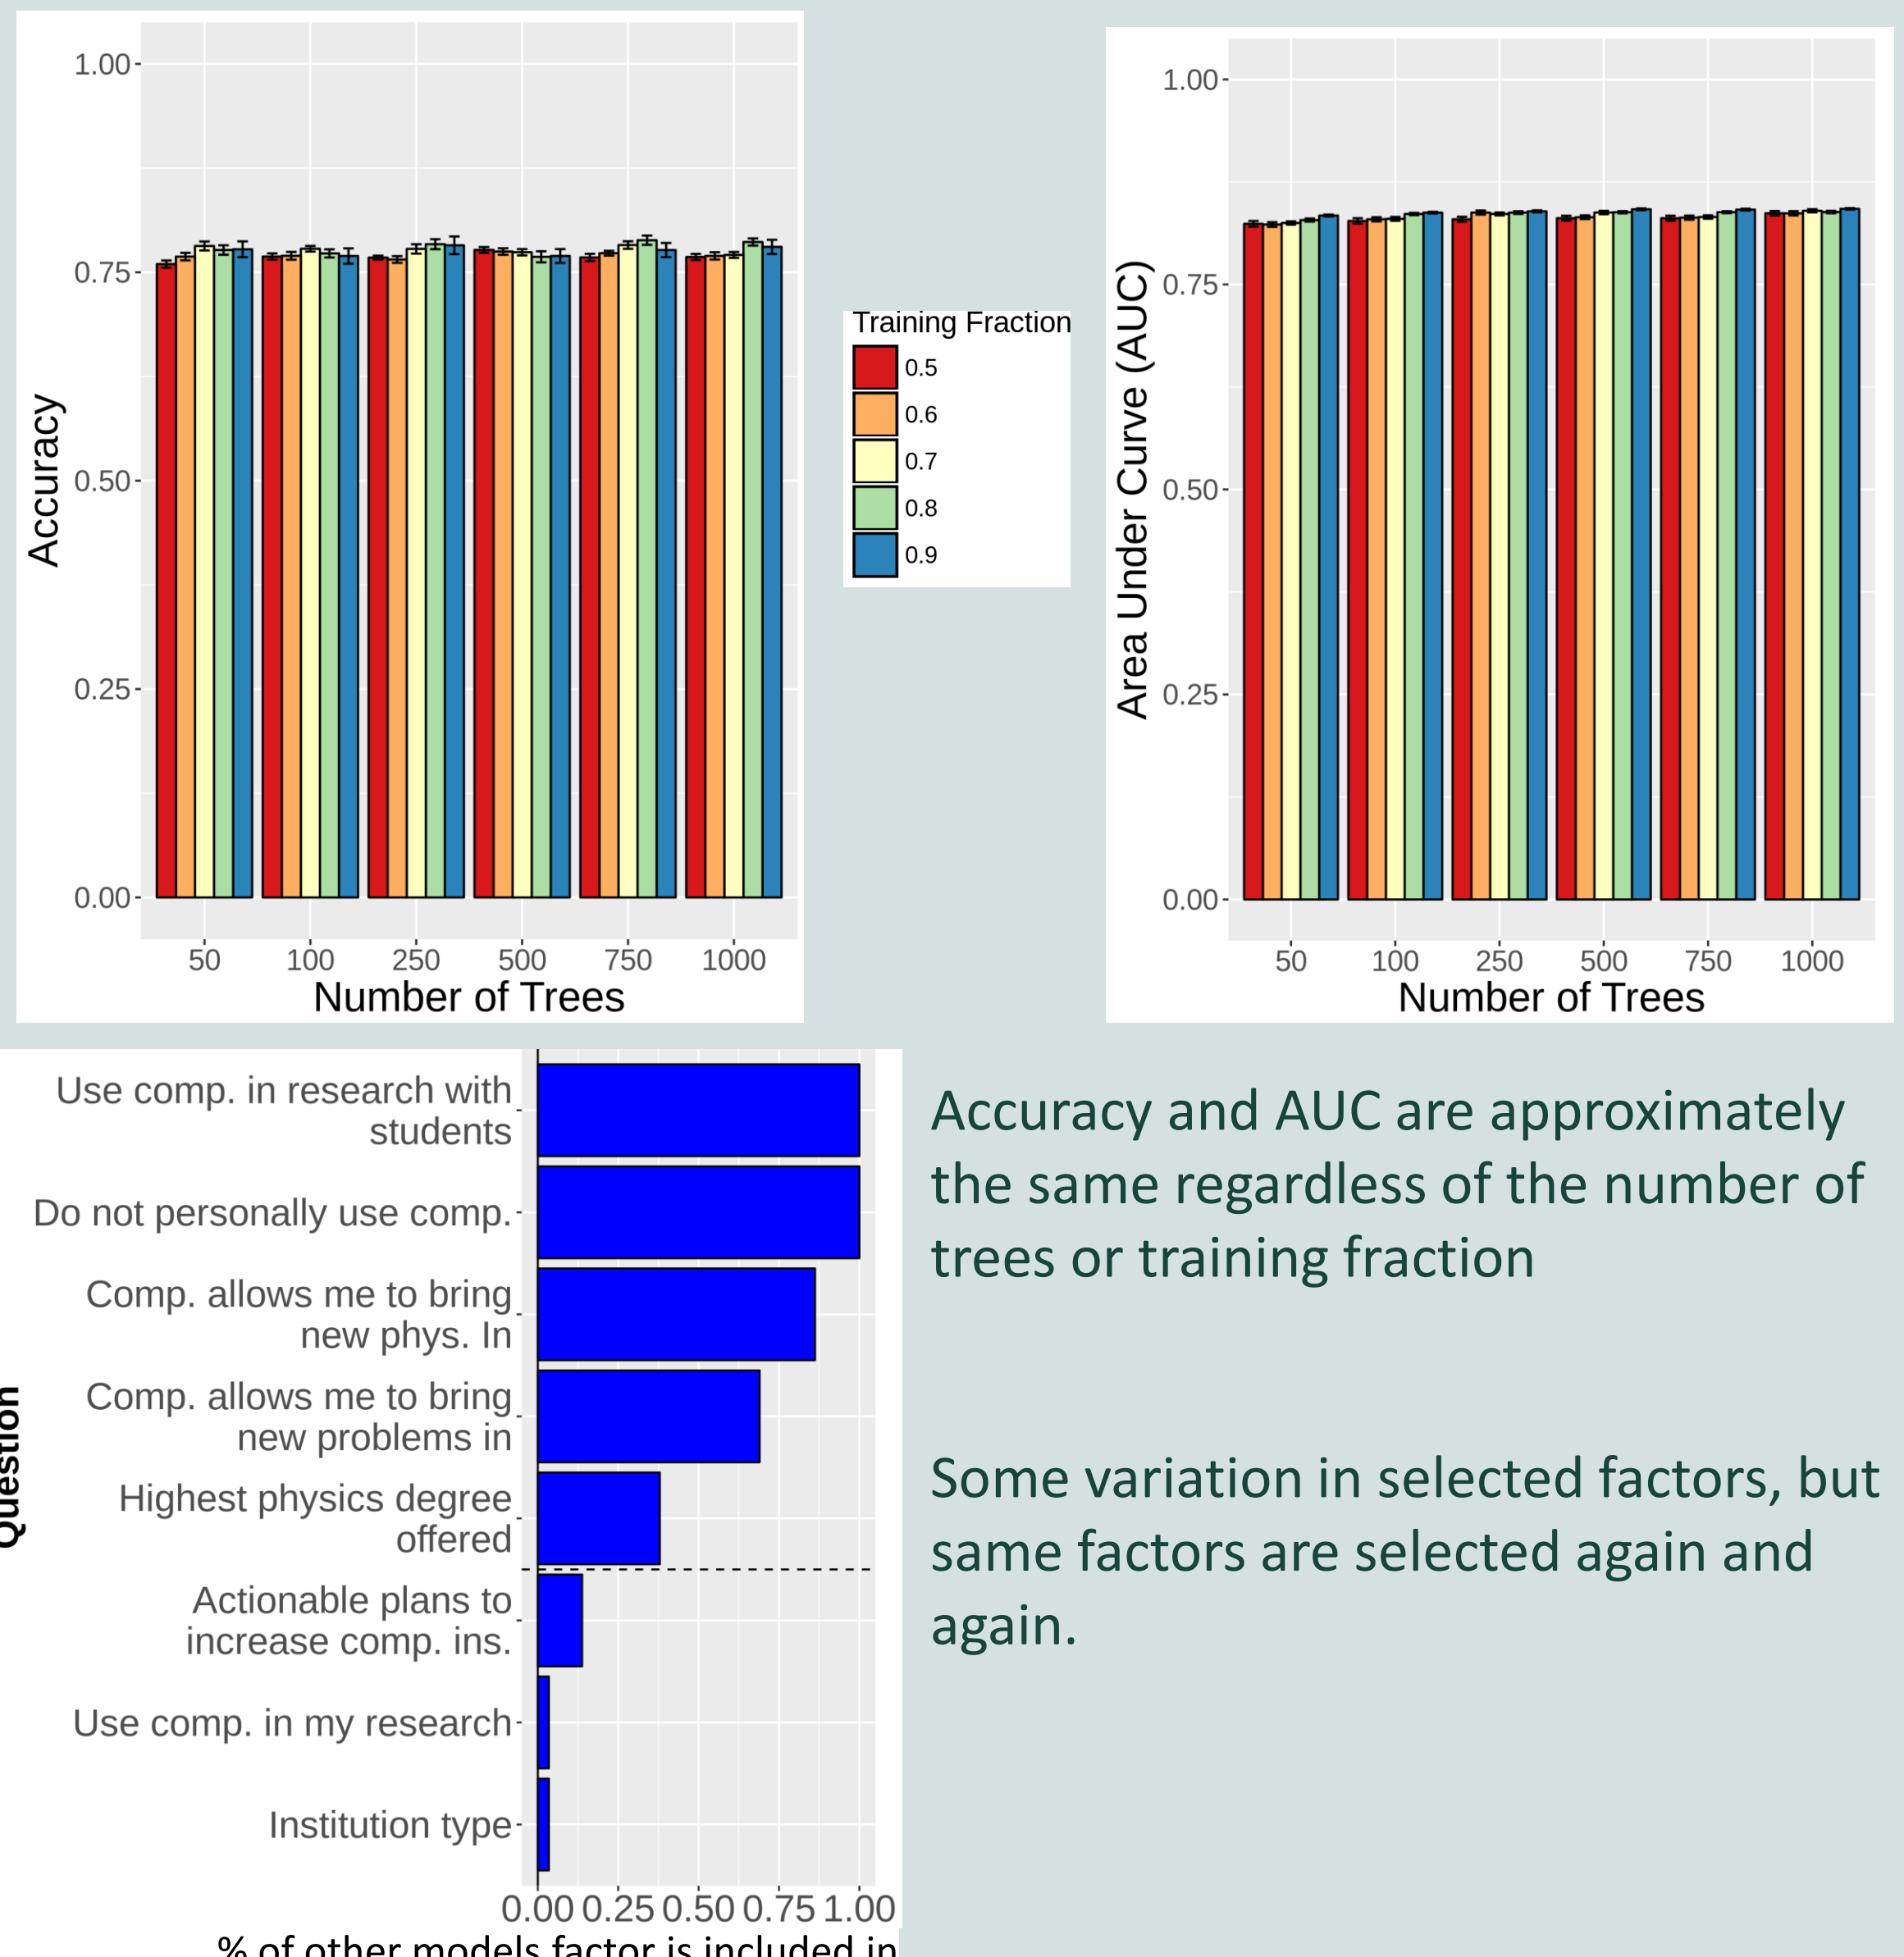 1.00
0.75
0.50
0.25
0.00
Accuracy
50 100 250 500 750 1000
Number of Trees
Training Fraction
0.5
0.6
0.7
0.8
0.9
1.00
0.75
0.50
0.25
0.00
Area Under Curve (AUC)
50 100 250 500 750 1000
Number of Trees
Question
Use comp. in research with
students
Do not personally use comp.
Comp. allows me to bring
new phys. In
Comp. allows me to bring
new problems in
Highest physics degree
offered
Actionable plans to
increase comp. ins.
Use comp. in my research
Institution type
0.00 0.25 0.50 0.75 1.00
% of other models factor is included in
Accuracy and AUC are approximately
the same regardless of the number of
trees or training fraction
Some variation in selected factors, but
same factors are selected again and
again.